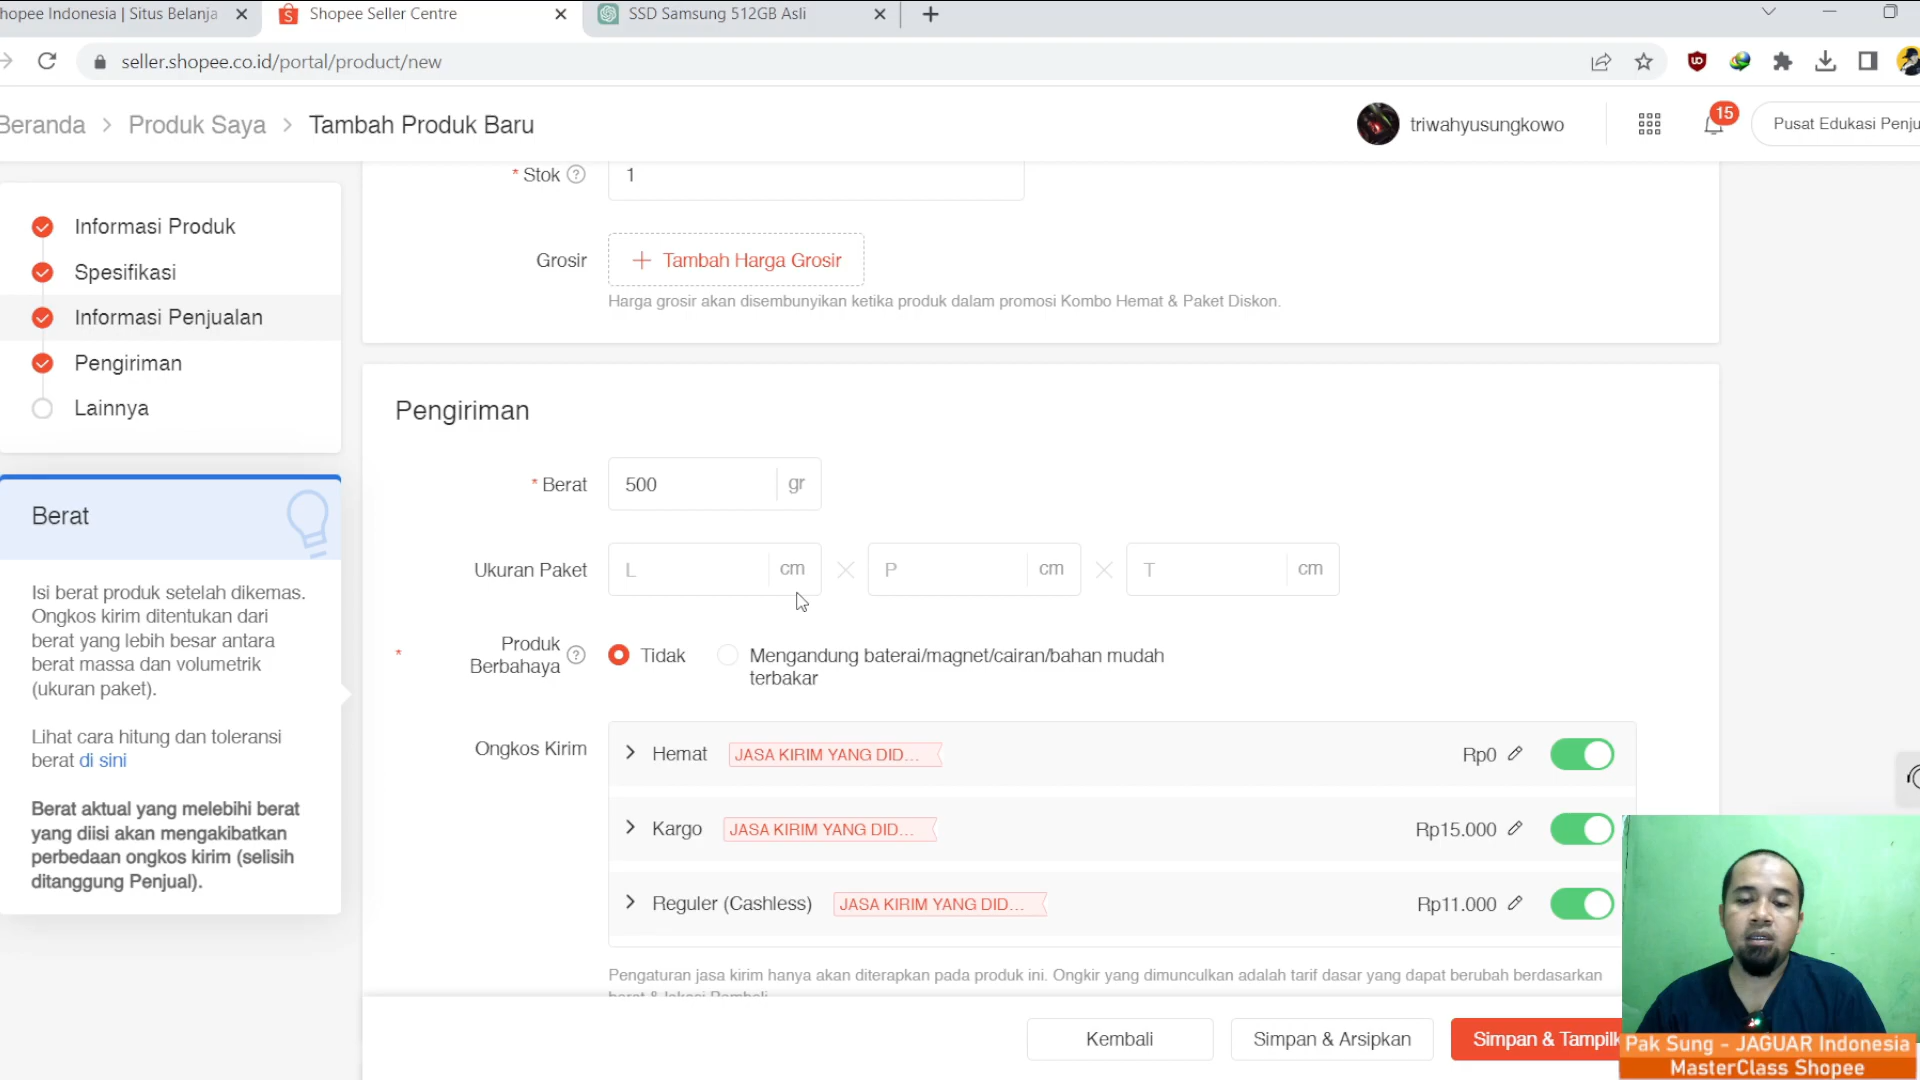 hopee Indonesia | Situs Belanja
Shopee Seller Centre
SSD Samsung 512GB Asli
seller.shopee.co.id/portal/product/new
Beranda > Produk Saya > Tambah Produk Baru
triwahyusungkowo
15
Pusat Edukasi Penju
Informasi Produk
Spesifikasi
Informasi Penjualan
Pengiriman
Lainnya
Berat
Isi berat produk setelah dikemas.
Ongkos kirim ditentukan dari
berat yang lebih besar antara
berat massa dan volumetrik
(ukuran paket).
Lihat cara hitung dan toleransi
berat di sini
Berat aktual yang melebihi berat
yang diisi akan mengakibatkan
perbedaan ongkos kirim (selisih
ditanggung Penjual).
* Stok ? 1
Grosir + Tambah Harga Grosir
Harga grosir akan disembunyikan ketika produk dalam promosi Kombo Hemat & Paket Diskon.
Pengiriman
* Berat 500 gr
Ukuran Paket L cm P cm T cm
* Produk Berbahaya ? Tidak Mengandung baterai/magnet/cairan/bahan mudah
terbakar
Ongkos Kirim
Hemat JASA KIRIM YANG DID... Rp0
Kargo JASA KIRIM YANG DID... Rp15.000
Reguler (Cashless) JASA KIRIM YANG DID... Rp11.000
Pengaturan jasa kirim hanya akan diterapkan pada produk ini. Ongkir yang dimunculkan adalah tarif dasar yang dapat berubah berdasarkan
berat & lokasi Pembeli
Kembali
Simpan & Arsipkan
Simpan & Tampilk
Pak Sung - JAGUAR Indonesia
MasterClass Shopee